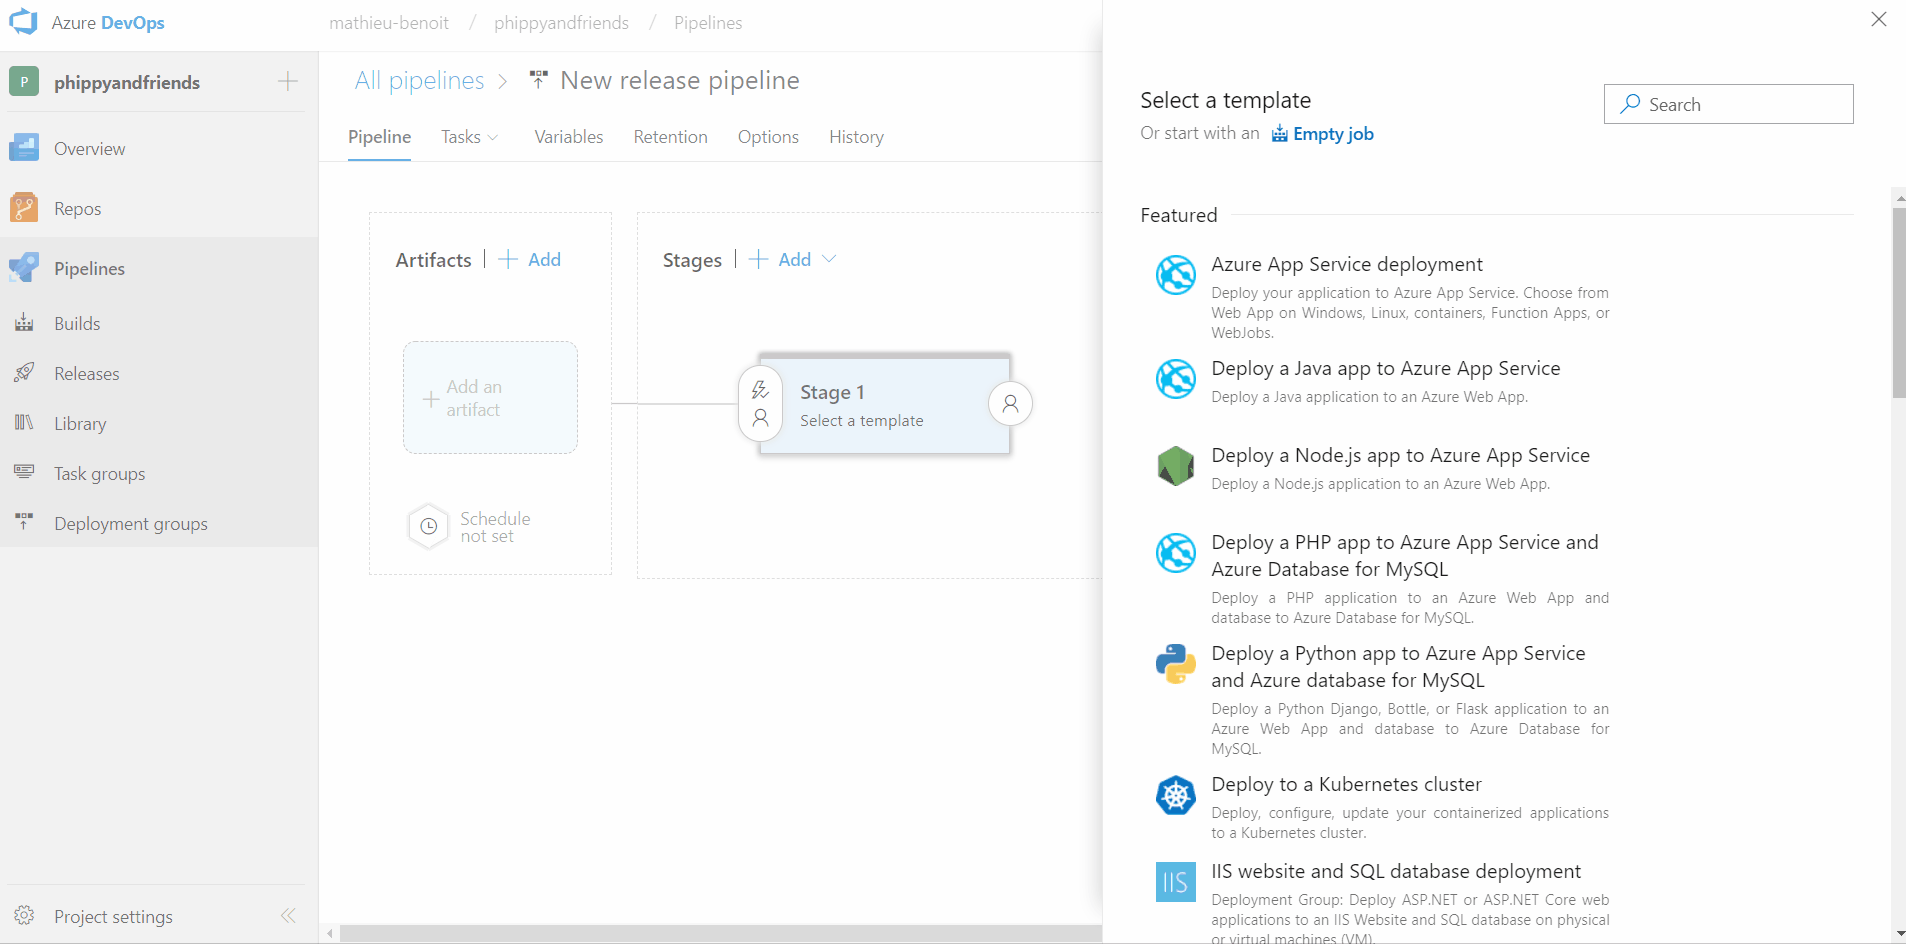 Azure DevOps
mathieu-benoit / phippyandfriends / Pipelines
P phippyandfriends
Overview
Repos
Pipelines
Builds
Releases
Library
Task groups
Deployment groups
Project settings
All pipelines > New release pipeline
Pipeline Tasks Variables Retention Options History
Artifacts | + Add
Add an
artifact
Schedule
not set
Stages | + Add
Stage 1
Select a template
Select a template
Or start with an Empty job
Search
Featured
Azure App Service deployment
Deploy your application to Azure App Service. Choose from
Web App on Windows, Linux, containers, Function Apps, or
WebJobs.
Deploy a Java app to Azure App Service
Deploy a Java application to an Azure Web App.
Deploy a Node.js app to Azure App Service
Deploy a Node.js application to an Azure Web App.
Deploy a PHP app to Azure App Service and
Azure Database for MySQL
Deploy a PHP application to an Azure Web App and
database to Azure Database for MySQL.
Deploy a Python app to Azure App Service
and Azure database for MySQL
Deploy a Python Django, Bottle, or Flask application to an
Azure Web App and database to Azure Database for
MySQL.
Deploy to a Kubernetes cluster
Deploy, configure, update your containerized applications
to a Kubernetes cluster.
IIS
IIS website and SQL database deployment
Deployment Group: Deploy ASP.NET or ASP.NET Core web
applications to an IIS Website and SQL database on physical
or virtual machines (VM).